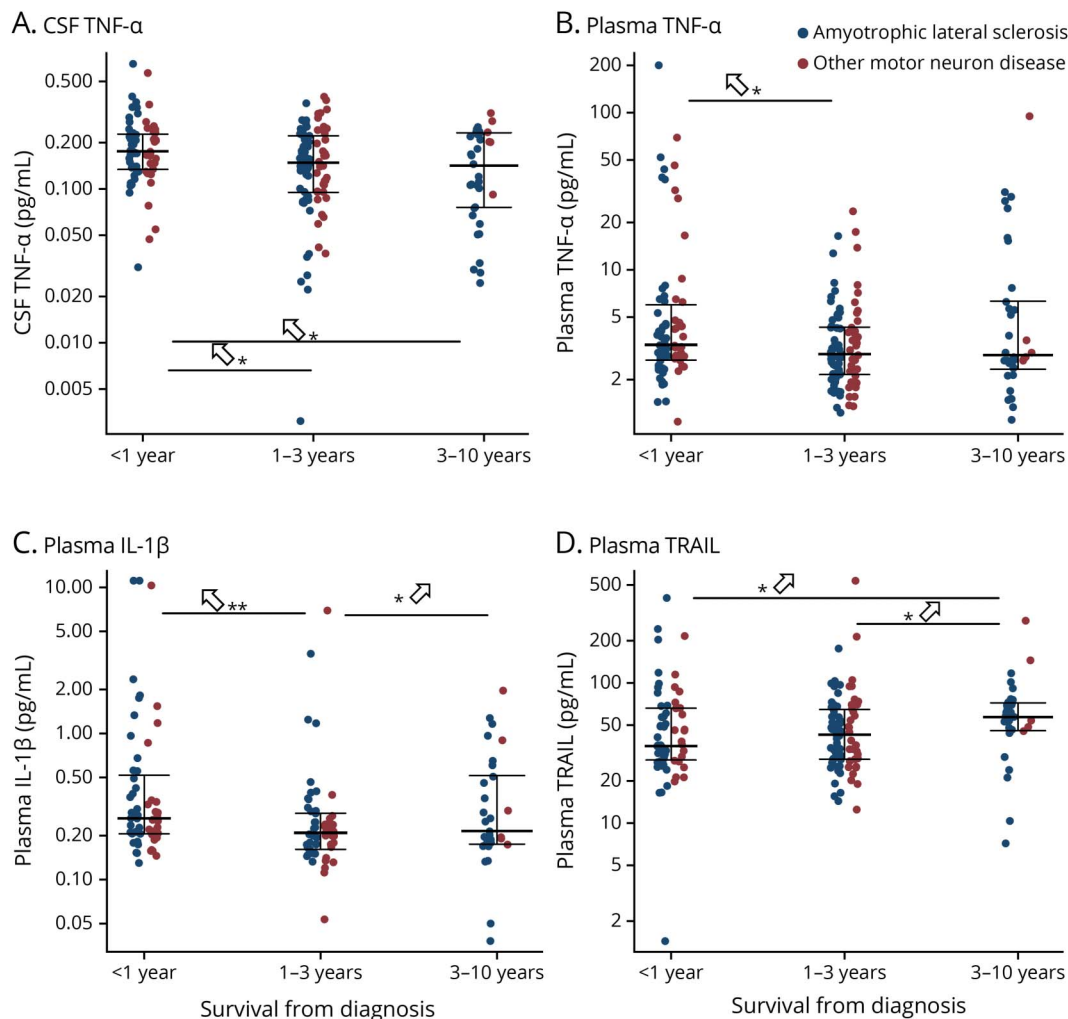 A. CSF TNF-α
0.500
0.200
0.100
0.050
0.020
0.010
0.005
CSF TNF-α (pg/mL)
*
*
<1 year
1–3 years
3–10 years
B. Plasma TNF-α
Amyotrophic lateral sclerosis
Other motor neuron disease
200
100
50
20
10
5
2
Plasma TNF-α (pg/mL)
*
<1 year
1–3 years
3–10 years
C. Plasma IL-1β
10.00
5.00
2.00
1.00
0.50
0.20
0.10
0.05
Plasma IL-1β (pg/mL)
**
*
<1 year
1–3 years
3–10 years
Survival from diagnosis
D. Plasma TRAIL
500
200
100
50
20
10
5
2
Plasma TRAIL (pg/mL)
*
*
<1 year
1–3 years
3–10 years
Survival from diagnosis